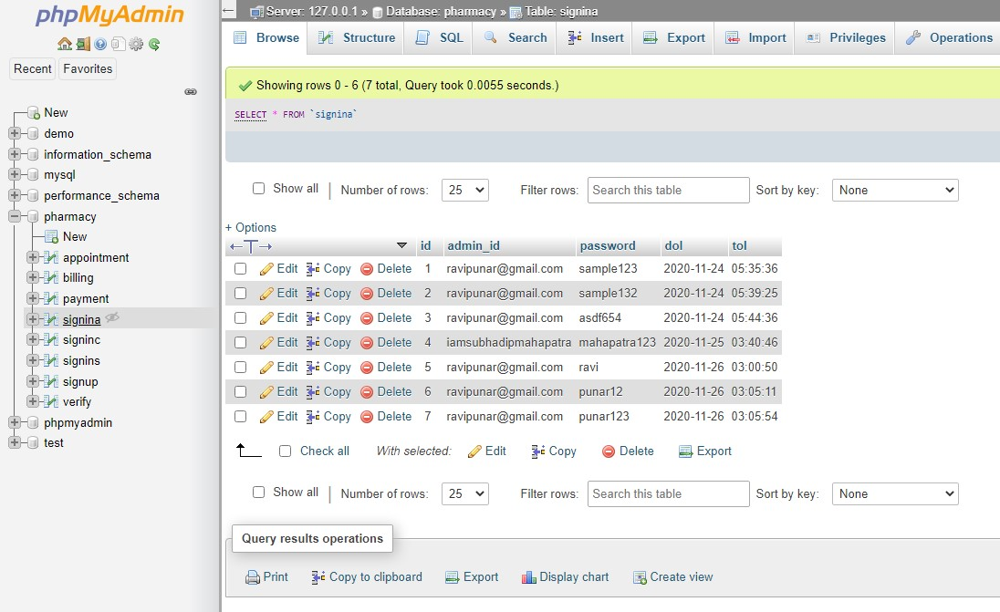 phpMyAdmin
Recent Favorites
New
demo
information_schema
mysql
performance_schema
pharmacy
New
appointment
billing
payment
signina
signinc
signins
signup
verify
phpmyadmin
test
Server: 127.0.0.1 » Database: pharmacy » Table: signina
Browse Structure SQL Search Insert Export Import Privileges Operations
Showing rows 0 - 6 (7 total, Query took 0.0055 seconds.)
SELECT * FROM `signina`
Show all | Number of rows: 25 Filter rows: Search this table Sort by key: None
+ Options
←T→ id admin_id password dol tol
Edit Copy Delete 1 ravipunar@gmail.com sample123 2020-11-24 05:35:36
Edit Copy Delete 2 ravipunar@gmail.com sample132 2020-11-24 05:39:25
Edit Copy Delete 3 ravipunar@gmail.com asdf654 2020-11-24 05:44:36
Edit Copy Delete 4 iamsubhadipmahapatra mahapatra123 2020-11-25 03:40:46
Edit Copy Delete 5 ravipunar@gmail.com ravi 2020-11-26 03:00:50
Edit Copy Delete 6 ravipunar@gmail.com punar12 2020-11-26 03:05:11
Edit Copy Delete 7 ravipunar@gmail.com punar123 2020-11-26 03:05:54
Check all With selected: Edit Copy Delete Export
Show all | Number of rows: 25 Filter rows: Search this table Sort by key: None
Query results operations
Print Copy to clipboard Export Display chart Create view